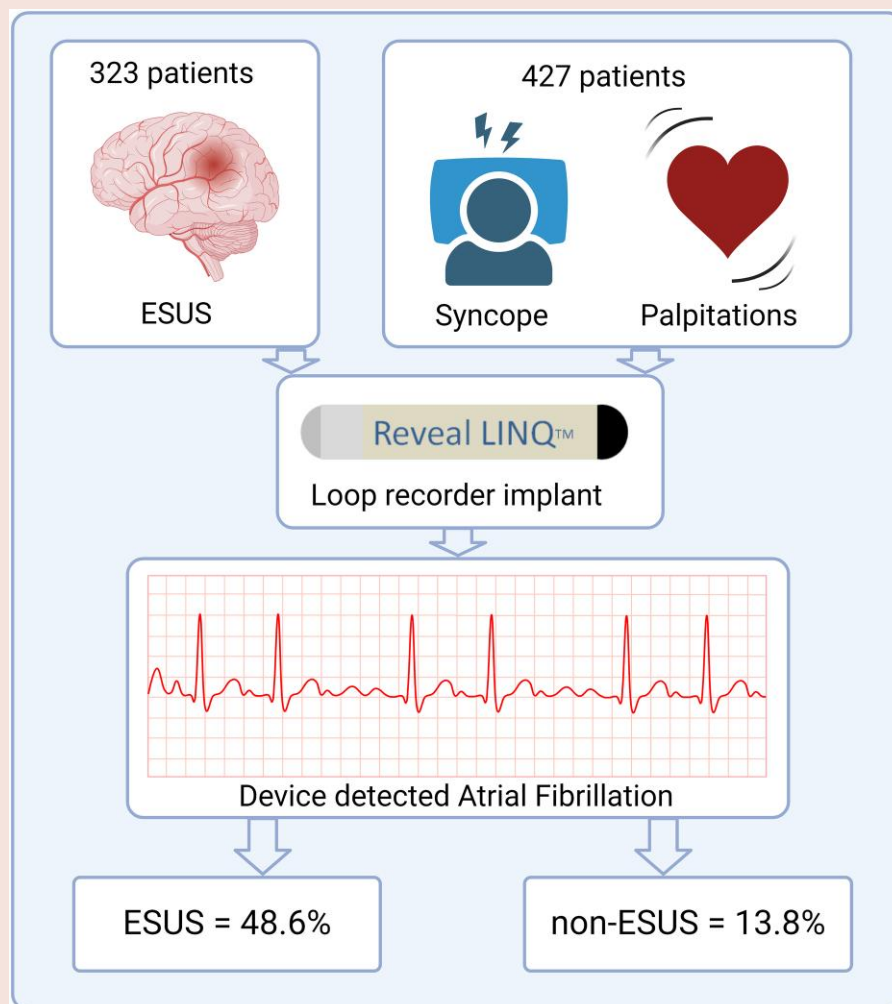 323 patients
427 patients
ESUS
Syncope
Palpitations
Reveal LINQ™
Loop recorder implant
Device detected Atrial Fibrillation
ESUS = 48.6%
non-ESUS = 13.8%